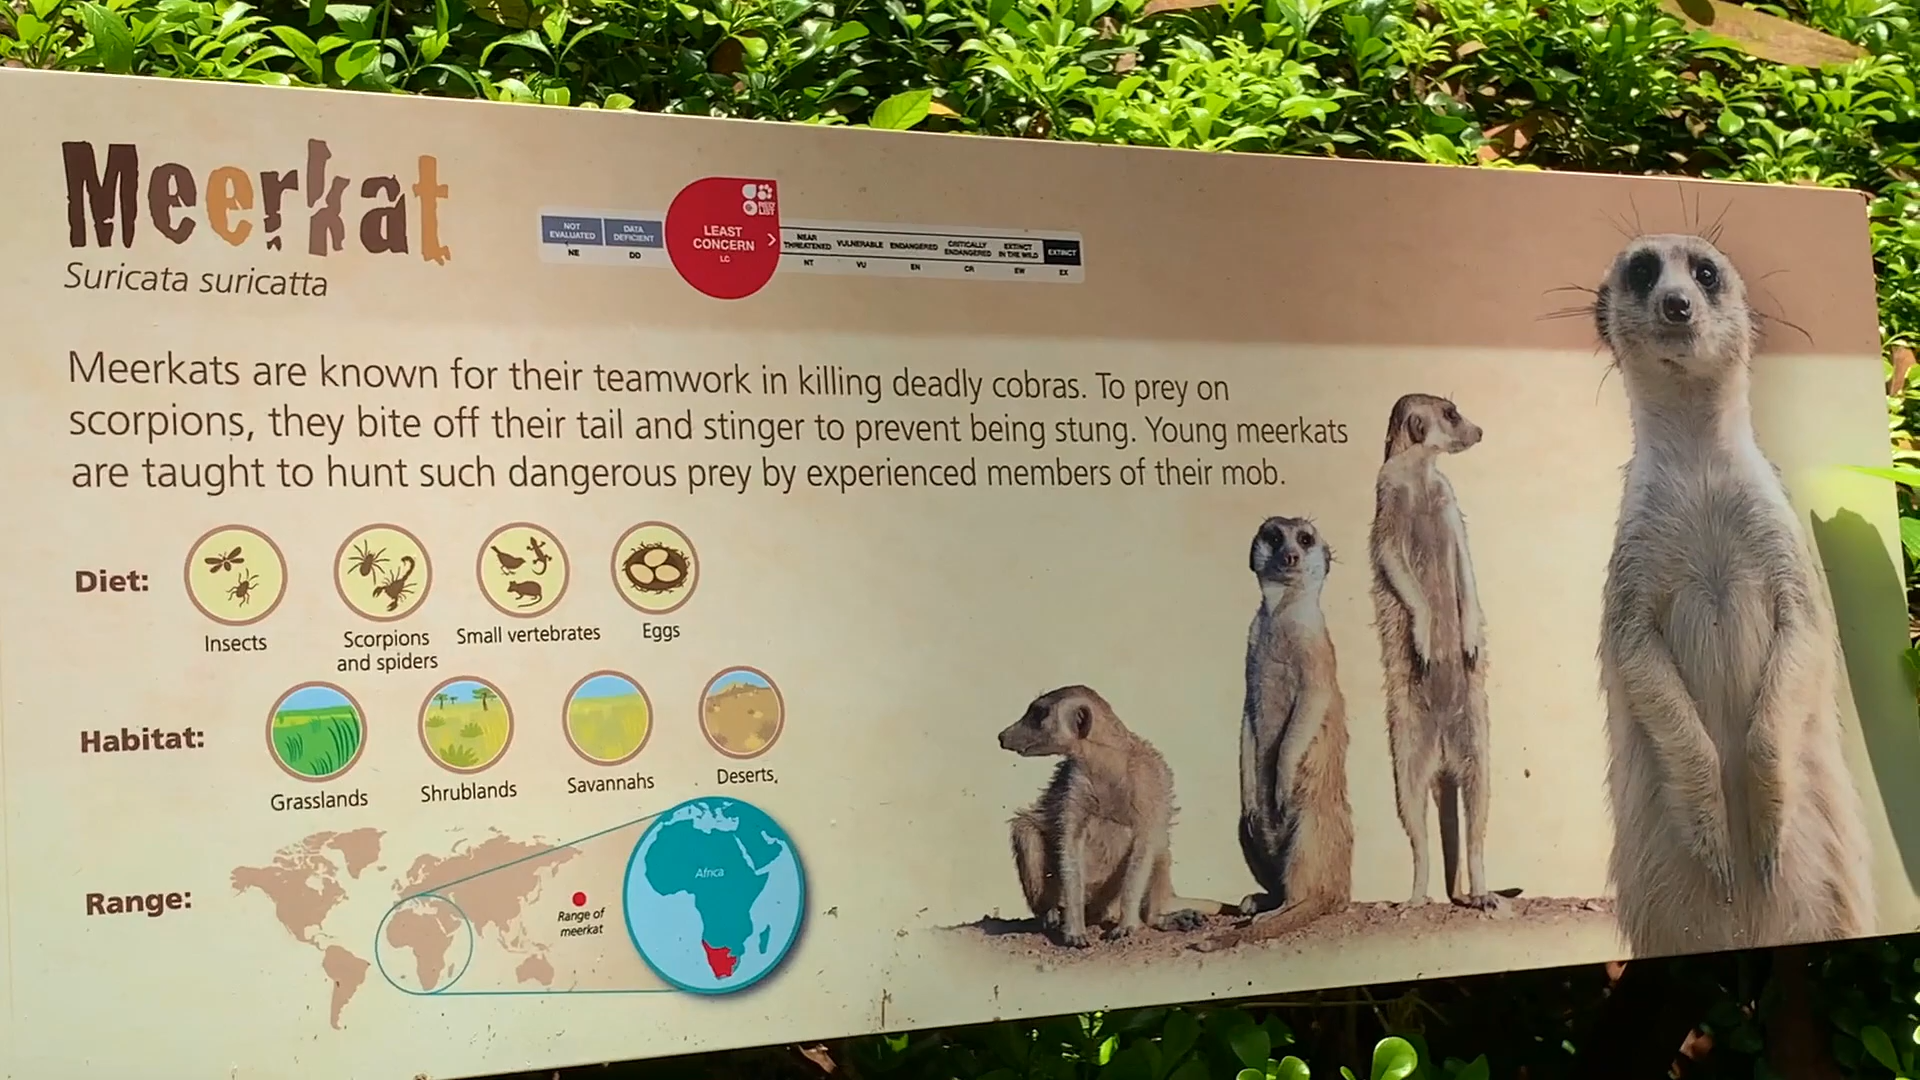 Meerkat
Suricata suricatta
RED LIST
NOT EVALUATED
DATA DEFICIENT
LEAST CONCERN
NEAR THREATENED
VULNERABLE
ENDANGERED
CRITICALLY ENDANGERED
EXTINCT IN THE WILD
EXTINCT
NE
DD
LC
NT
VU
EN
CR
EW
EX
Meerkats are known for their teamwork in killing deadly cobras. To prey on
scorpions, they bite off their tail and stinger to prevent being stung. Young meerkats
are taught to hunt such dangerous prey by experienced members of their mob.
Diet:
Insects
Scorpions
and spiders
Small vertebrates
Eggs
Habitat:
Grasslands
Shrublands
Savannahs
Deserts,
Range:
Range of
meerkat
Africa